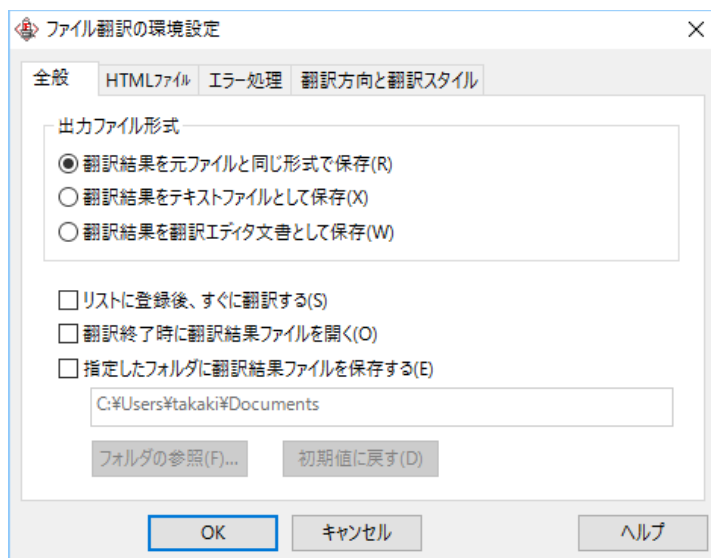 ファイル翻訳の環境設定
全般 HTMLファイル エラー処理 翻訳方向と翻訳スタイル
出力ファイル形式
翻訳結果を元ファイルと同じ形式で保存(R)
翻訳結果をテキストファイルとして保存(X)
翻訳結果を翻訳エディタ文書として保存(W)
リストに登録後、すぐに翻訳する(S)
翻訳終了時に翻訳結果ファイルを開く(O)
指定したフォルダに翻訳結果ファイルを保存する(E)
C:¥Users¥takaki¥Documents
フォルダの参照(F)... 初期値に戻す(D)
OK キャンセル ヘルプ